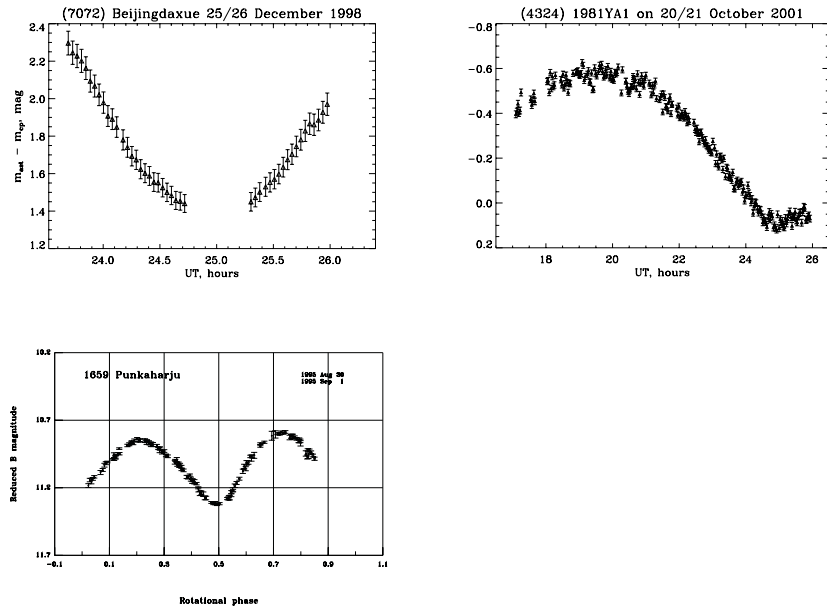 (7072) Beijingdaxue 25/26 December 1998
2.4
2.2
2.0
1.8
1.6
1.4
1.2
m_ast - m_cp, mag
24.0 24.5 25.0 25.5 26.0
UT, hours
(4324) 1981YA1 on 20/21 October 2001
-0.8
-0.6
-0.4
-0.2
0.0
0.2
18 20 22 24 26
UT, hours
10.2
10.7
11.2
11.7
Reduced B magnitude
1659 Punkaharju
1995 Aug 30
1995 Sep 1
-0.1 0.1 0.3 0.5 0.7 0.9 1.1
Rotational phase